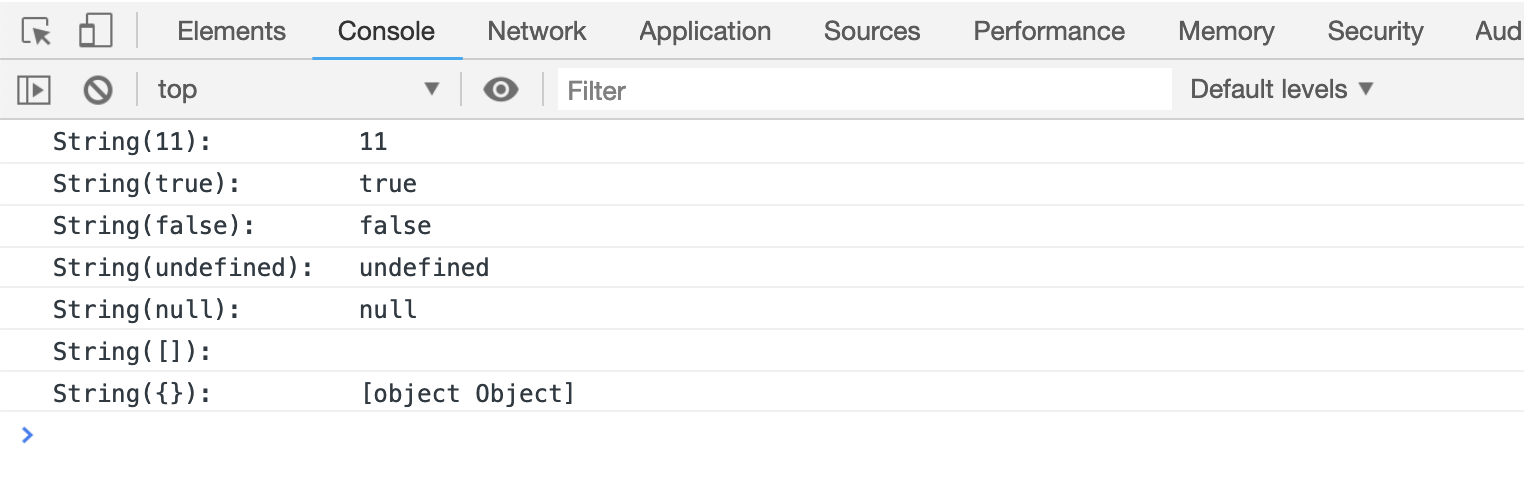 Elements Console Network Application Sources Performance Memory Security Aud
top ▼ Filter Default levels ▼
String(11): 11
String(true): true
String(false): false
String(undefined): undefined
String(null): null
String([]):
String({}): [object Object]
>